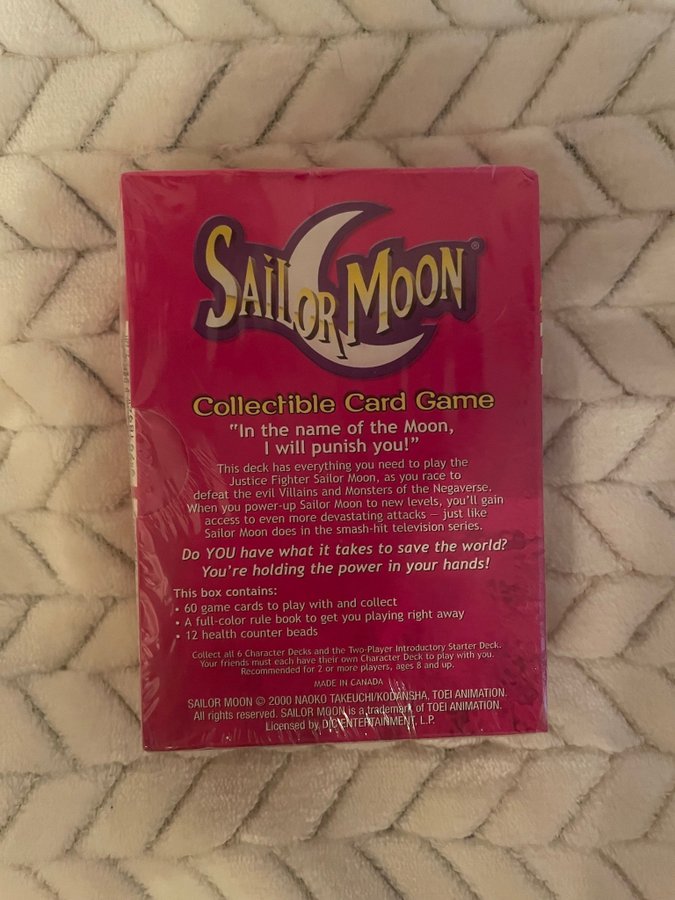 SAILOR MOON®
Collectible Card Game
"In the name of the Moon,
I will punish you!"
This deck has everything you need to play the
Justice Fighter Sailor Moon, as you race to
defeat the evil Villains and Monsters of the Negaverse.
When you power-up Sailor Moon to new levels, you'll gain
access to even more devastating attacks — just like
Sailor Moon does in the smash-hit television series.
Do YOU have what it takes to save the world?
You're holding the power in your hands!
This box contains:
• 60 game cards to play with and collect
• A full-color rule book to get you playing right away
• 12 health counter beads
Collect all 6 Character Decks and the Two-Player Introductory Starter Deck.
Your friends must each have their own Character Deck to play with you.
Recommended for 2 or more players, ages 8 and up.
MADE IN CANADA
SAILOR MOON © 2000 NAOKO TAKEUCHI/KODANSHA, TOEI ANIMATION.
All rights reserved. SAILOR MOON is a trademark of TOEI ANIMATION.
Licensed by DIC ENTERTAINMENT, L.P.